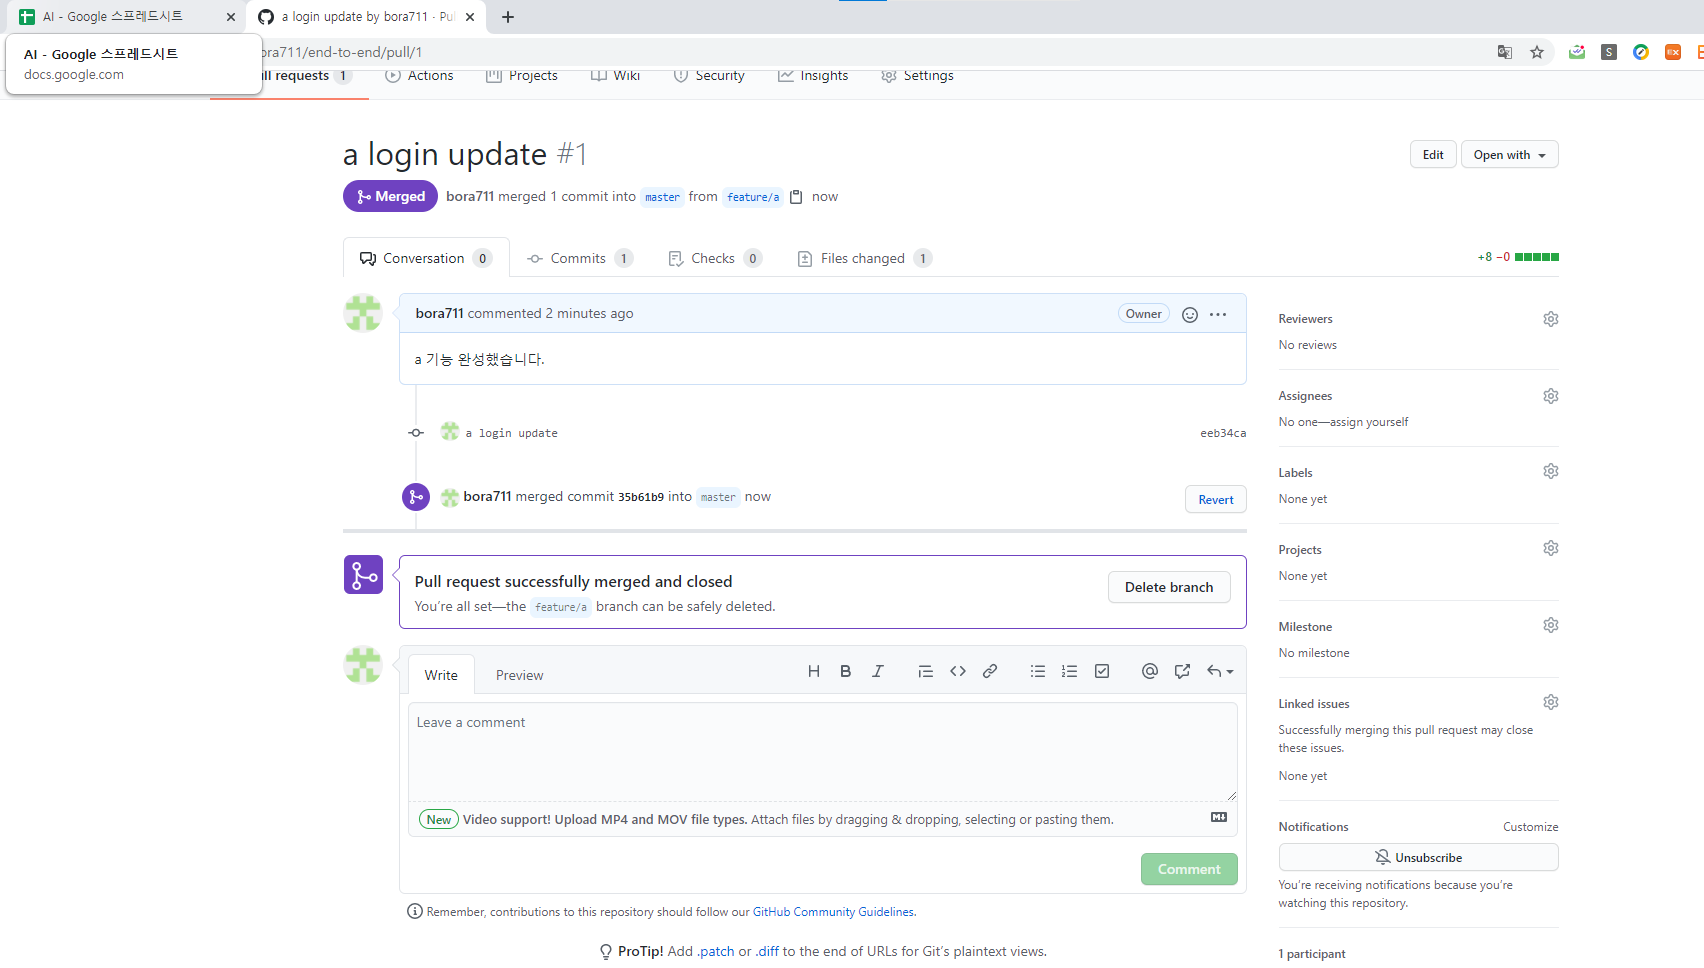 AI - Google 스프레드시트
a login update by bora711 · Pul
AI - Google 스프레드시트
docs.google.com
ora711/end-to-end/pull/1
ll requests 1
Actions
Projects
Wiki
Security
Insights
Settings
a login update #1
Edit
Open with
Merged
bora711 merged 1 commit into master from feature/a now
Conversation 0
Commits 1
Checks 0
Files changed 1
+8 −0
bora711 commented 2 minutes ago
Owner
a 기능 완성했습니다.
a login update
eeb34ca
bora711 merged commit 35b61b9 into master now
Revert
Pull request successfully merged and closed
You’re all set—the feature/a branch can be safely deleted.
Delete branch
Write
Preview
Leave a comment
New Video support! Upload MP4 and MOV file types. Attach files by dragging & dropping, selecting or pasting them.
Comment
Remember, contributions to this repository should follow our GitHub Community Guidelines.
ProTip! Add .patch or .diff to the end of URLs for Git’s plaintext views.
Reviewers
No reviews
Assignees
No one—assign yourself
Labels
None yet
Projects
None yet
Milestone
No milestone
Linked issues
Successfully merging this pull request may close
these issues.
None yet
Notifications
Customize
Unsubscribe
You’re receiving notifications because you’re
watching this repository.
1 participant